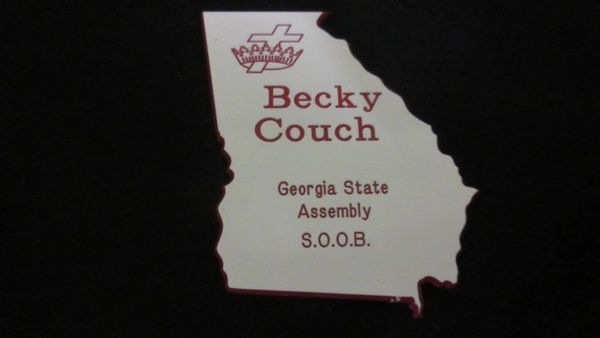 Becky
Couch
Georgia State
Assembly
S.O.O.B.